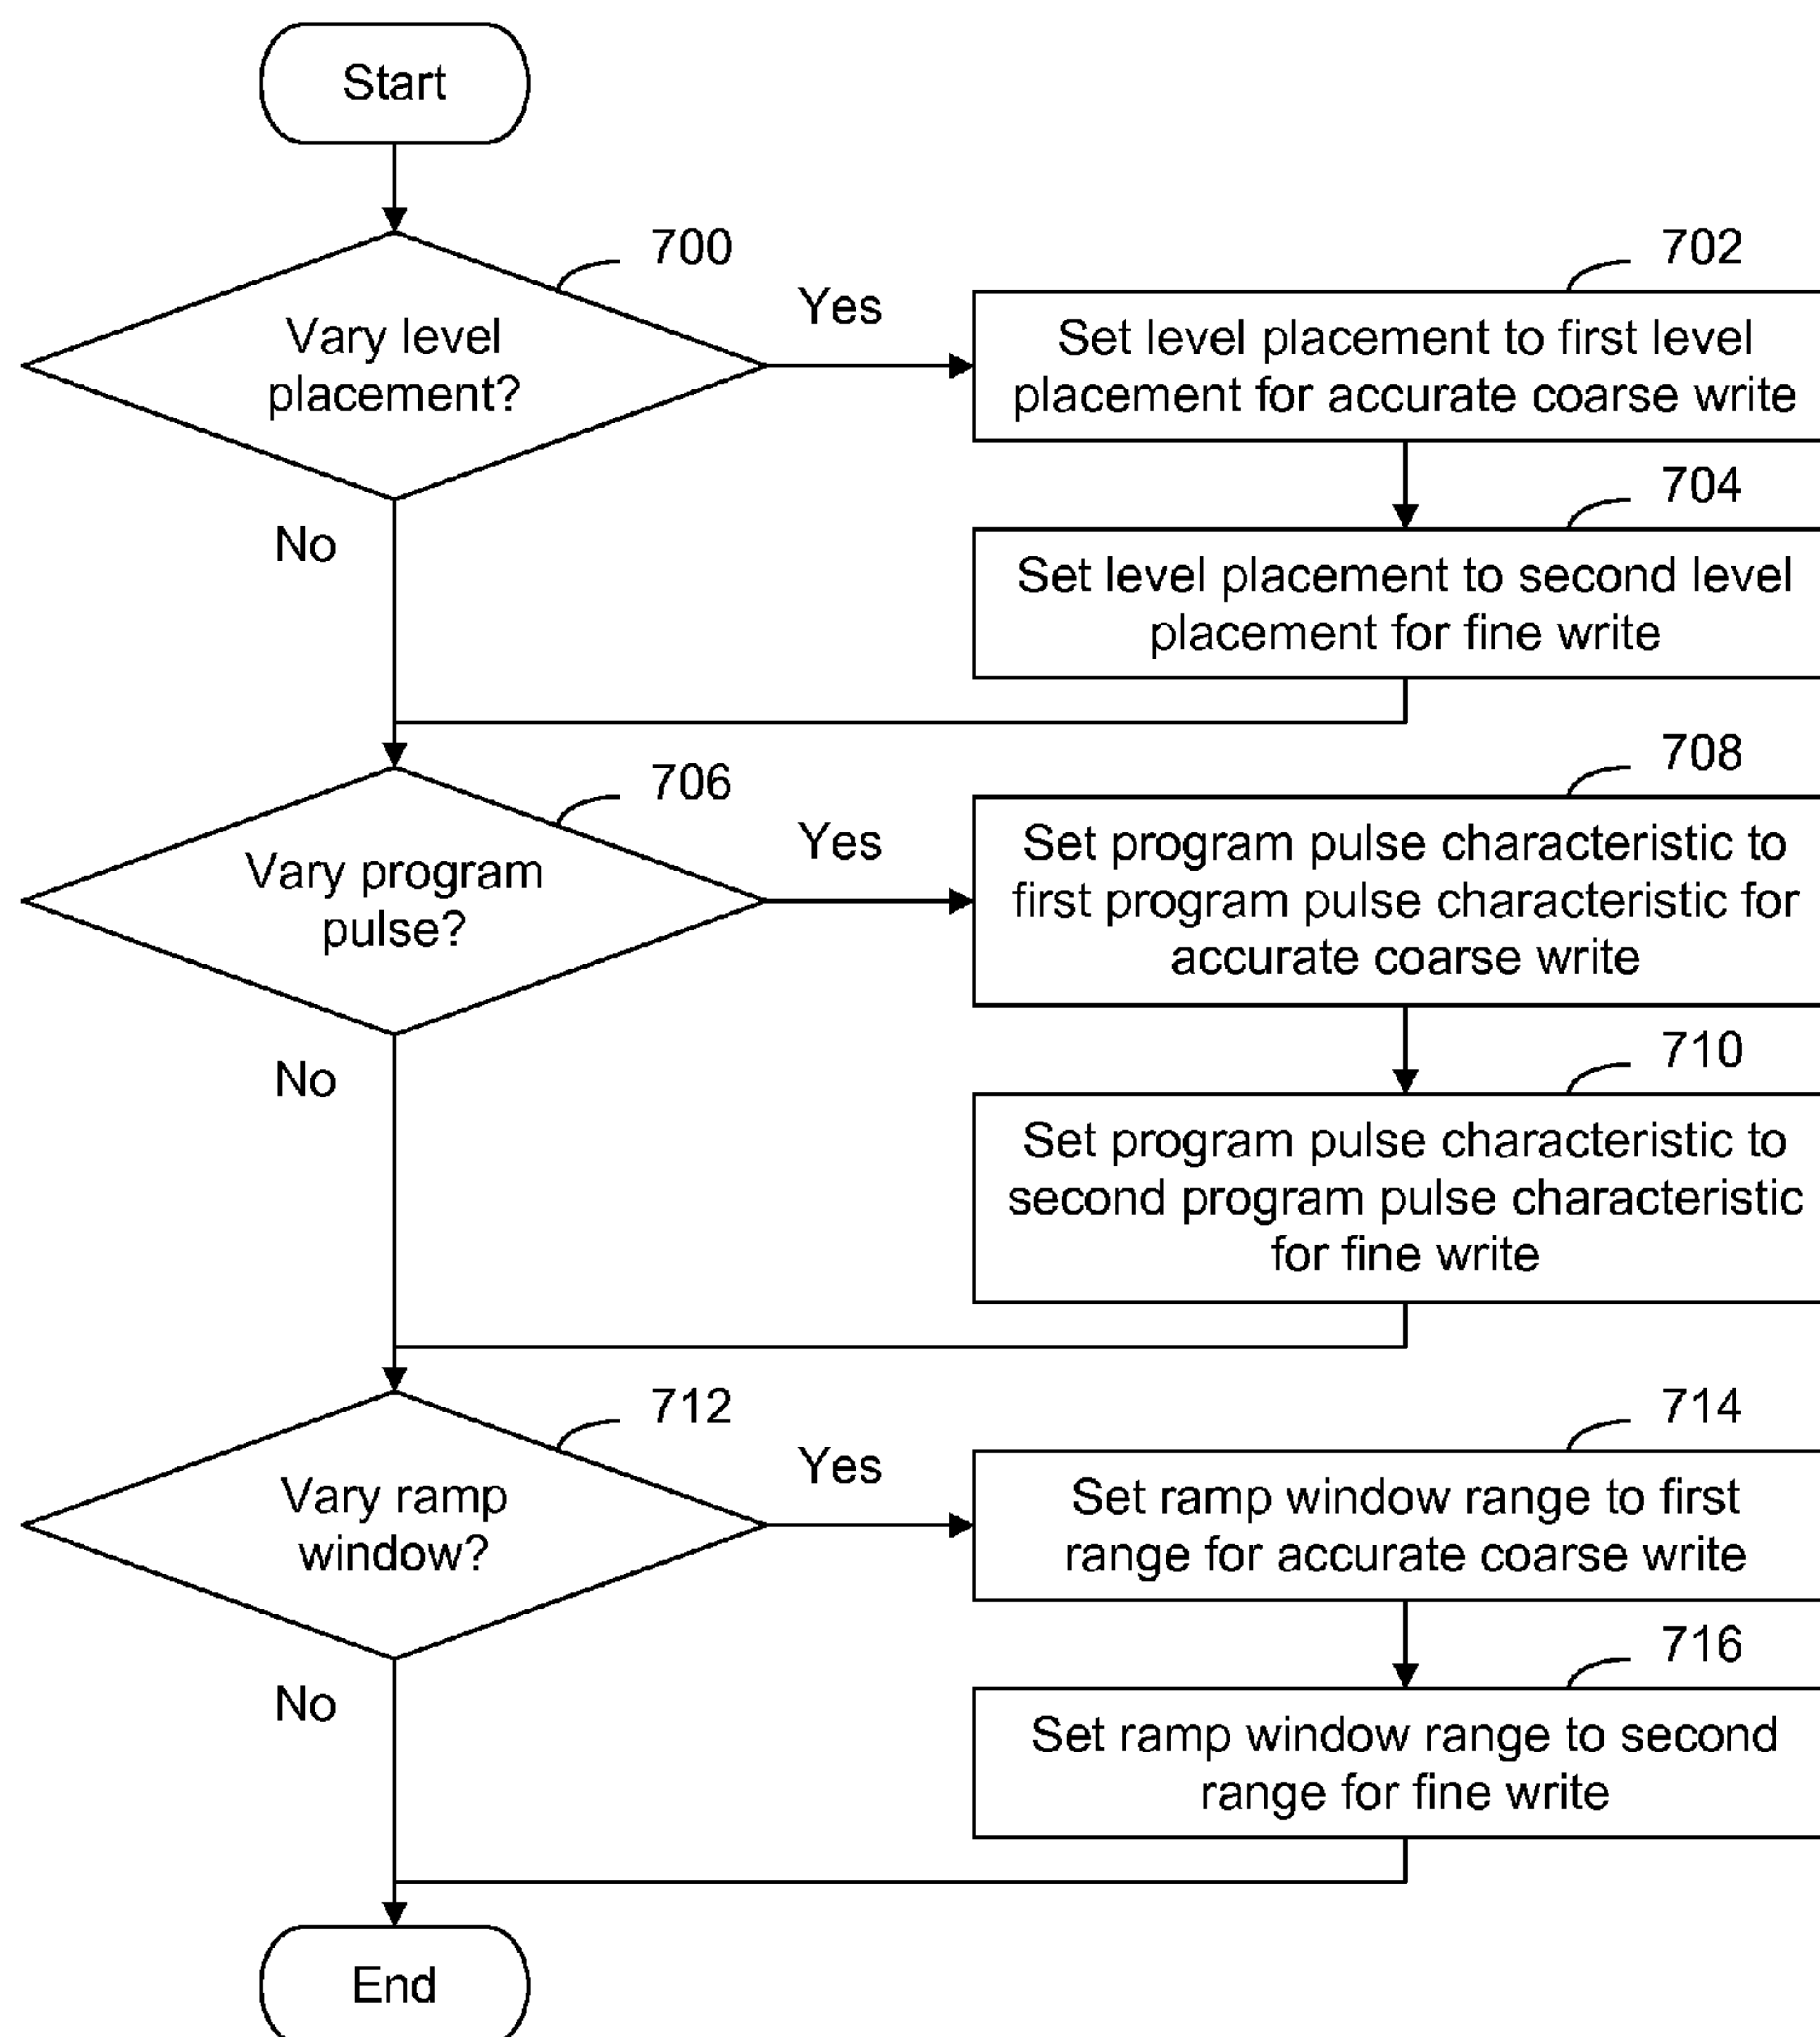 Start
700
Vary level
placement?
Yes
702
Set level placement to first level
placement for accurate coarse write
704
Set level placement to second level
placement for fine write
No
706
Vary program
pulse?
Yes
708
Set program pulse characteristic to
first program pulse characteristic for
accurate coarse write
No
710
Set program pulse characteristic to
second program pulse characteristic
for fine write
712
Vary ramp
window?
Yes
714
Set ramp window range to first
range for accurate coarse write
No
716
Set ramp window range to second
range for fine write
End